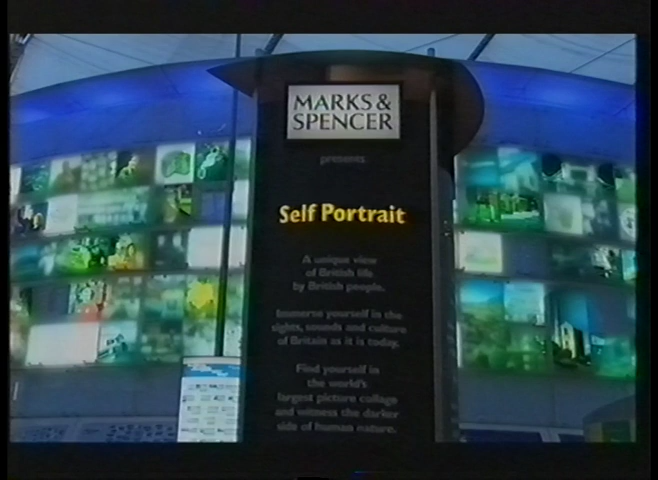 MARKS &
SPENCER
presents
Self Portrait
A unique view
of British life
by British people.
Immerse yourself in the
sights, sounds and culture
of Britain as it is today.
Find yourself in
the world's
largest picture collage
and witness the darker
side of human nature.